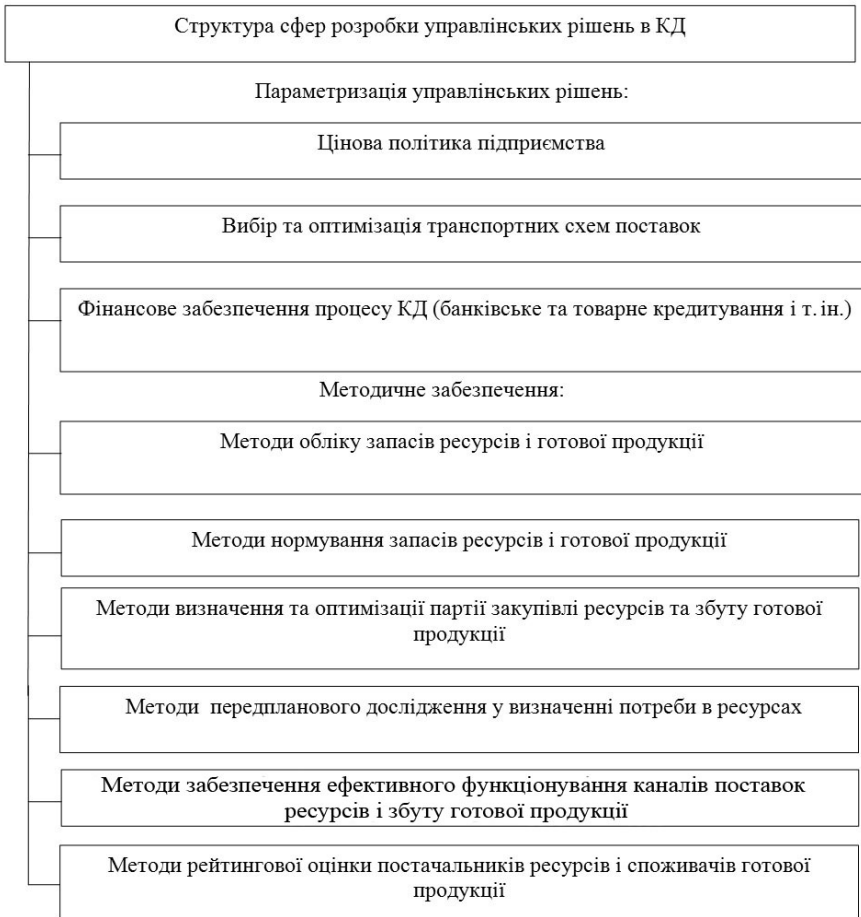 Структура сфер розробки управлінських рішень в КД
Параметризація управлінських рішень:
Цінова політика підприємства
Вибір та оптимізація транспортних схем поставок
Фінансове забезпечення процесу КД (банківське та товарне кредитування і т. ін.)
Методичне забезпечення:
Методи обліку запасів ресурсів і готової продукції
Методи нормування запасів ресурсів і готової продукції
Методи визначення та оптимізації партії закупівлі ресурсів та збуту готової
продукції
Методи передпланового дослідження у визначенні потреби в ресурсах
Методи забезпечення ефективного функціонування каналів поставок
ресурсів і збуту готової продукції
Методи рейтингової оцінки постачальників ресурсів і споживачів готової
продукції